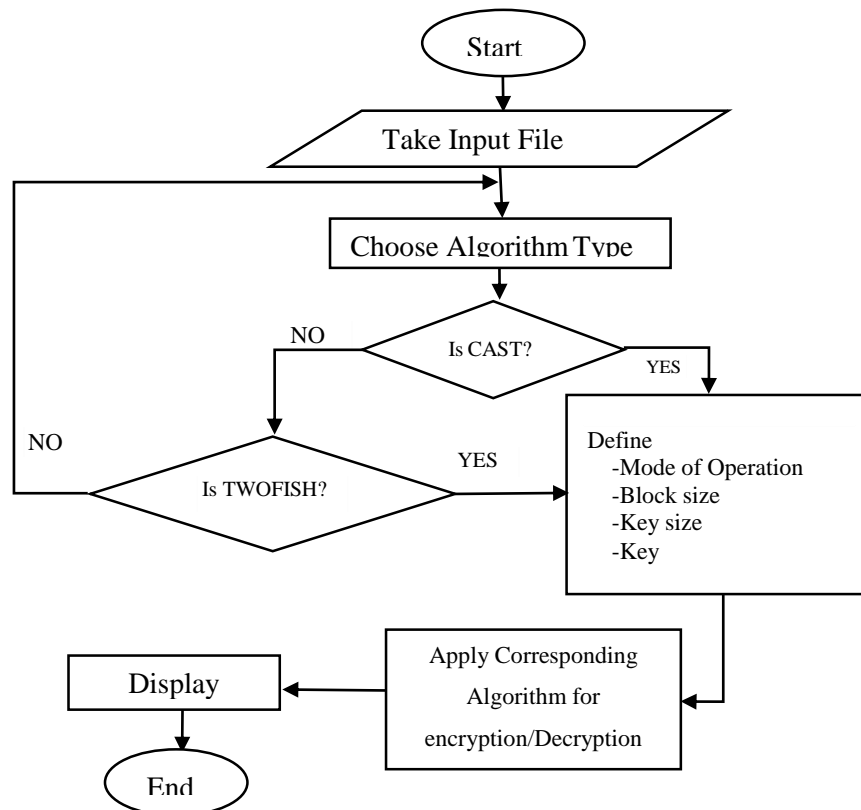 Start
Take Input File
Choose Algorithm Type
Is CAST?
NO
YES
Is TWOFISH?
NO
YES
Define
-Mode of Operation
-Block size
-Key size
-Key
Apply Corresponding
Algorithm for
encryption/Decryption
Display
End